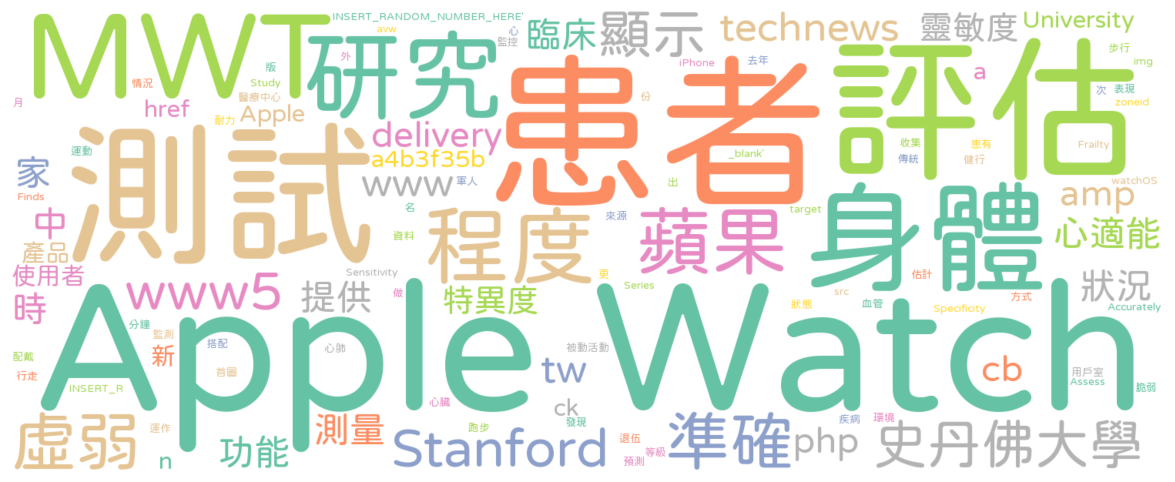 INSERT_RANDOM_NUMBER_HERE'
MWT
研究
臨床
顯示
technews
靈敏度
University
avw
心
監控
外
iPhone
去年
步行
img
版
情況
Study
醫療中心
月
href
Apple
耐力
份
患者
評估
a
次
表現
zoneid
測試
運動
delivery
a4b3f35b
_blank'
收集
傳統
患有
健行
Frailty
家
Finds
www
軍人
出
watchOS
amp
中
名
來源
target
身體
產品
資料
程度
蘋果
心適能
使用者
時
www5
提供
Sensitivity
特異度
做
更
Series
估計
src
方式
狀況
狀態
血管
Specificity
Accurately
Apple Watch
分鐘
監測
搭配
新
心肺
被動活動
配戴
行走
首圖
INSERT_R
tw
cb
用戶室
Assess
脆弱
心臟
ck
發現
虛弱
運作
n
功能
測量
Stanford
跑步
退伍
預測
等級
準確
php
疾病
環境
史丹佛大學